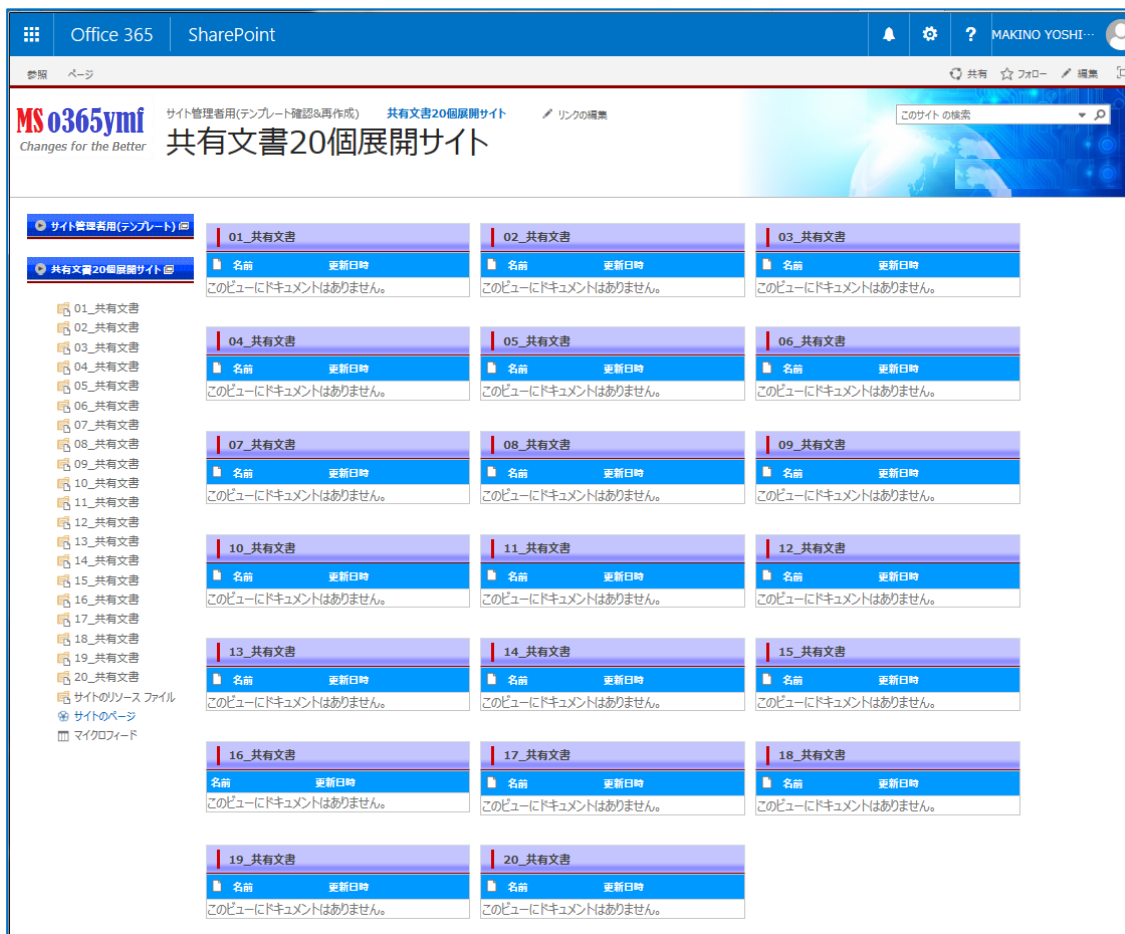 Office 365 SharePoint ? MAKINO YOSHI…
参照 ページ 共有 フォロー 編集
MS o365ymf
Changes for the Better
サイト管理者用(テンプレート確認&再作成) 共有文書20個展開サイト リンクの編集
共有文書20個展開サイト
このサイト の検索
サイト管理者用(テンプレート)
共有文書20個展開サイト
01_共有文書
02_共有文書
03_共有文書
04_共有文書
05_共有文書
06_共有文書
07_共有文書
08_共有文書
09_共有文書
10_共有文書
11_共有文書
12_共有文書
13_共有文書
14_共有文書
15_共有文書
16_共有文書
17_共有文書
18_共有文書
19_共有文書
20_共有文書
サイトのリソース ファイル
サイトのページ
マイクロフィード
01_共有文書 02_共有文書 03_共有文書
名前 更新日時 名前 更新日時 名前 更新日時
このビューにドキュメントはありません。 このビューにドキュメントはありません。 このビューにドキュメントはありません。
04_共有文書 05_共有文書 06_共有文書
名前 更新日時 名前 更新日時 名前 更新日時
このビューにドキュメントはありません。 このビューにドキュメントはありません。 このビューにドキュメントはありません。
07_共有文書 08_共有文書 09_共有文書
名前 更新日時 名前 更新日時 名前 更新日時
このビューにドキュメントはありません。 このビューにドキュメントはありません。 このビューにドキュメントはありません。
10_共有文書 11_共有文書 12_共有文書
名前 更新日時 名前 更新日時 名前 更新日時
このビューにドキュメントはありません。 このビューにドキュメントはありません。 このビューにドキュメントはありません。
13_共有文書 14_共有文書 15_共有文書
名前 更新日時 名前 更新日時 名前 更新日時
このビューにドキュメントはありません。 このビューにドキュメントはありません。 このビューにドキュメントはありません。
16_共有文書 17_共有文書 18_共有文書
名前 更新日時 名前 更新日時 名前 更新日時
このビューにドキュメントはありません。 このビューにドキュメントはありません。 このビューにドキュメントはありません。
19_共有文書 20_共有文書
名前 更新日時 名前 更新日時
このビューにドキュメントはありません。 このビューにドキュメントはありません。